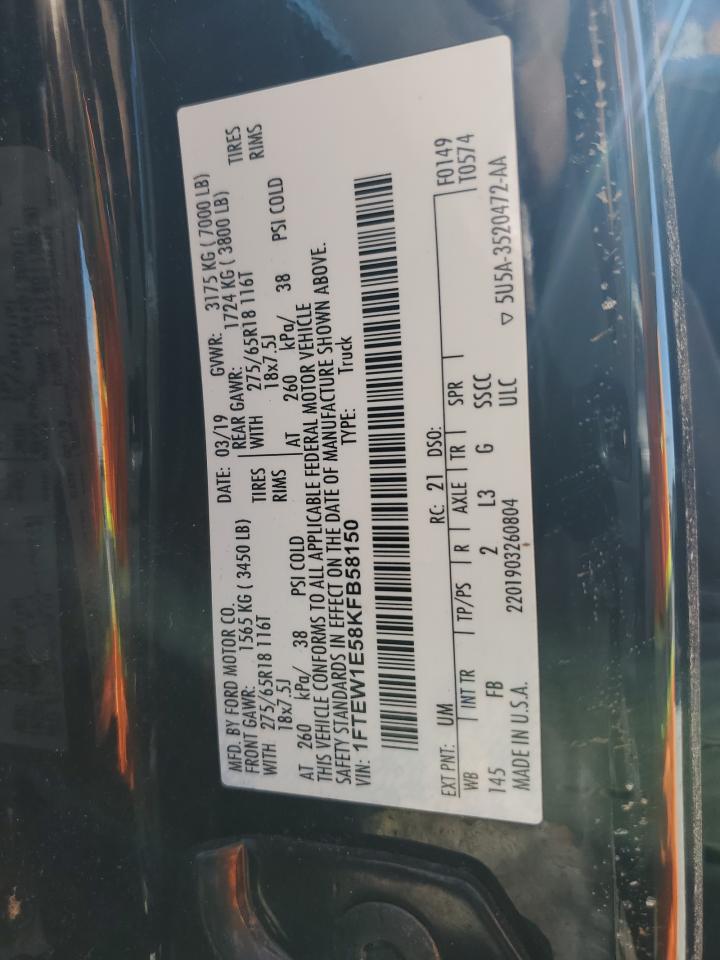 MFD. BY FORD MOTOR CO. DATE: 03/19 GVWR: 3175 KG ( 7000 LB)
FRONT GAWR: 1565 KG ( 3450 LB) REAR GAWR: 1724 KG ( 3800 LB)
WITH 275/65R18 116T TIRES WITH 275/65R18 116T TIRES
18x7.5J RIMS 18x7.5J RIMS
AT 260 kPa/ 38 PSI COLD AT 260 kPa/ 38 PSI COLD
THIS VEHICLE CONFORMS TO ALL APPLICABLE FEDERAL MOTOR VEHICLE
SAFETY STANDARDS IN EFFECT ON THE DATE OF MANUFACTURE SHOWN ABOVE.
VIN: 1FTEW1E58KFB58150 TYPE: Truck
EXT PNT: UM RC: 21 DSO: F0149
WB INT TR TP/PS R AXLE TR SPR T0574
145 FB 2 L3 G SSCC
MADE IN U.S.A. 2201903260804 ULC ▽ 5U5A-3520472-AA